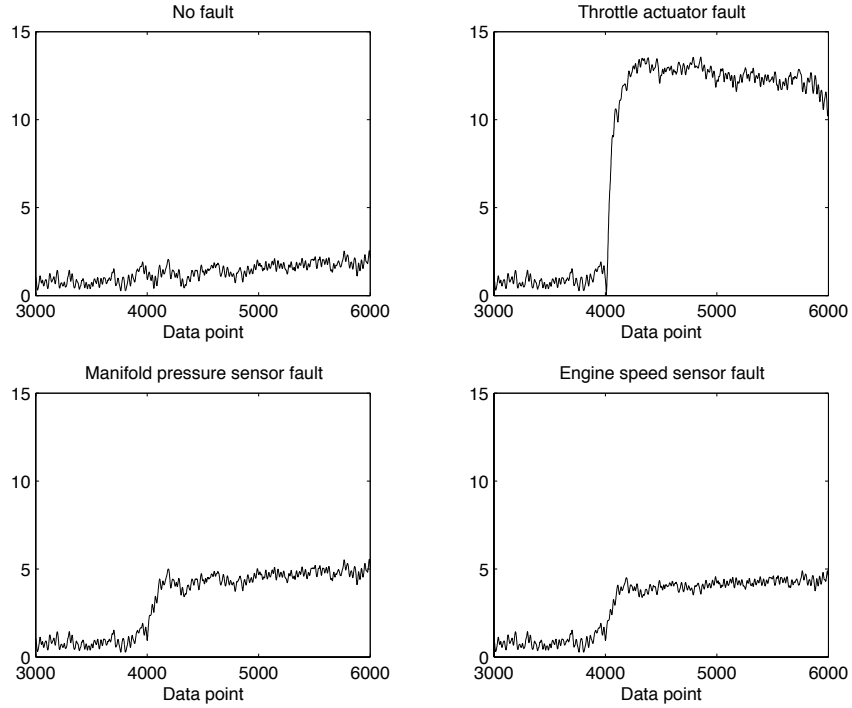 No fault
15
10
5
0
3000 4000 5000 6000
Data point
Throttle actuator fault
15
10
5
0
3000 4000 5000 6000
Data point
Manifold pressure sensor fault
15
10
5
0
3000 4000 5000 6000
Data point
Engine speed sensor fault
15
10
5
0
3000 4000 5000 6000
Data point